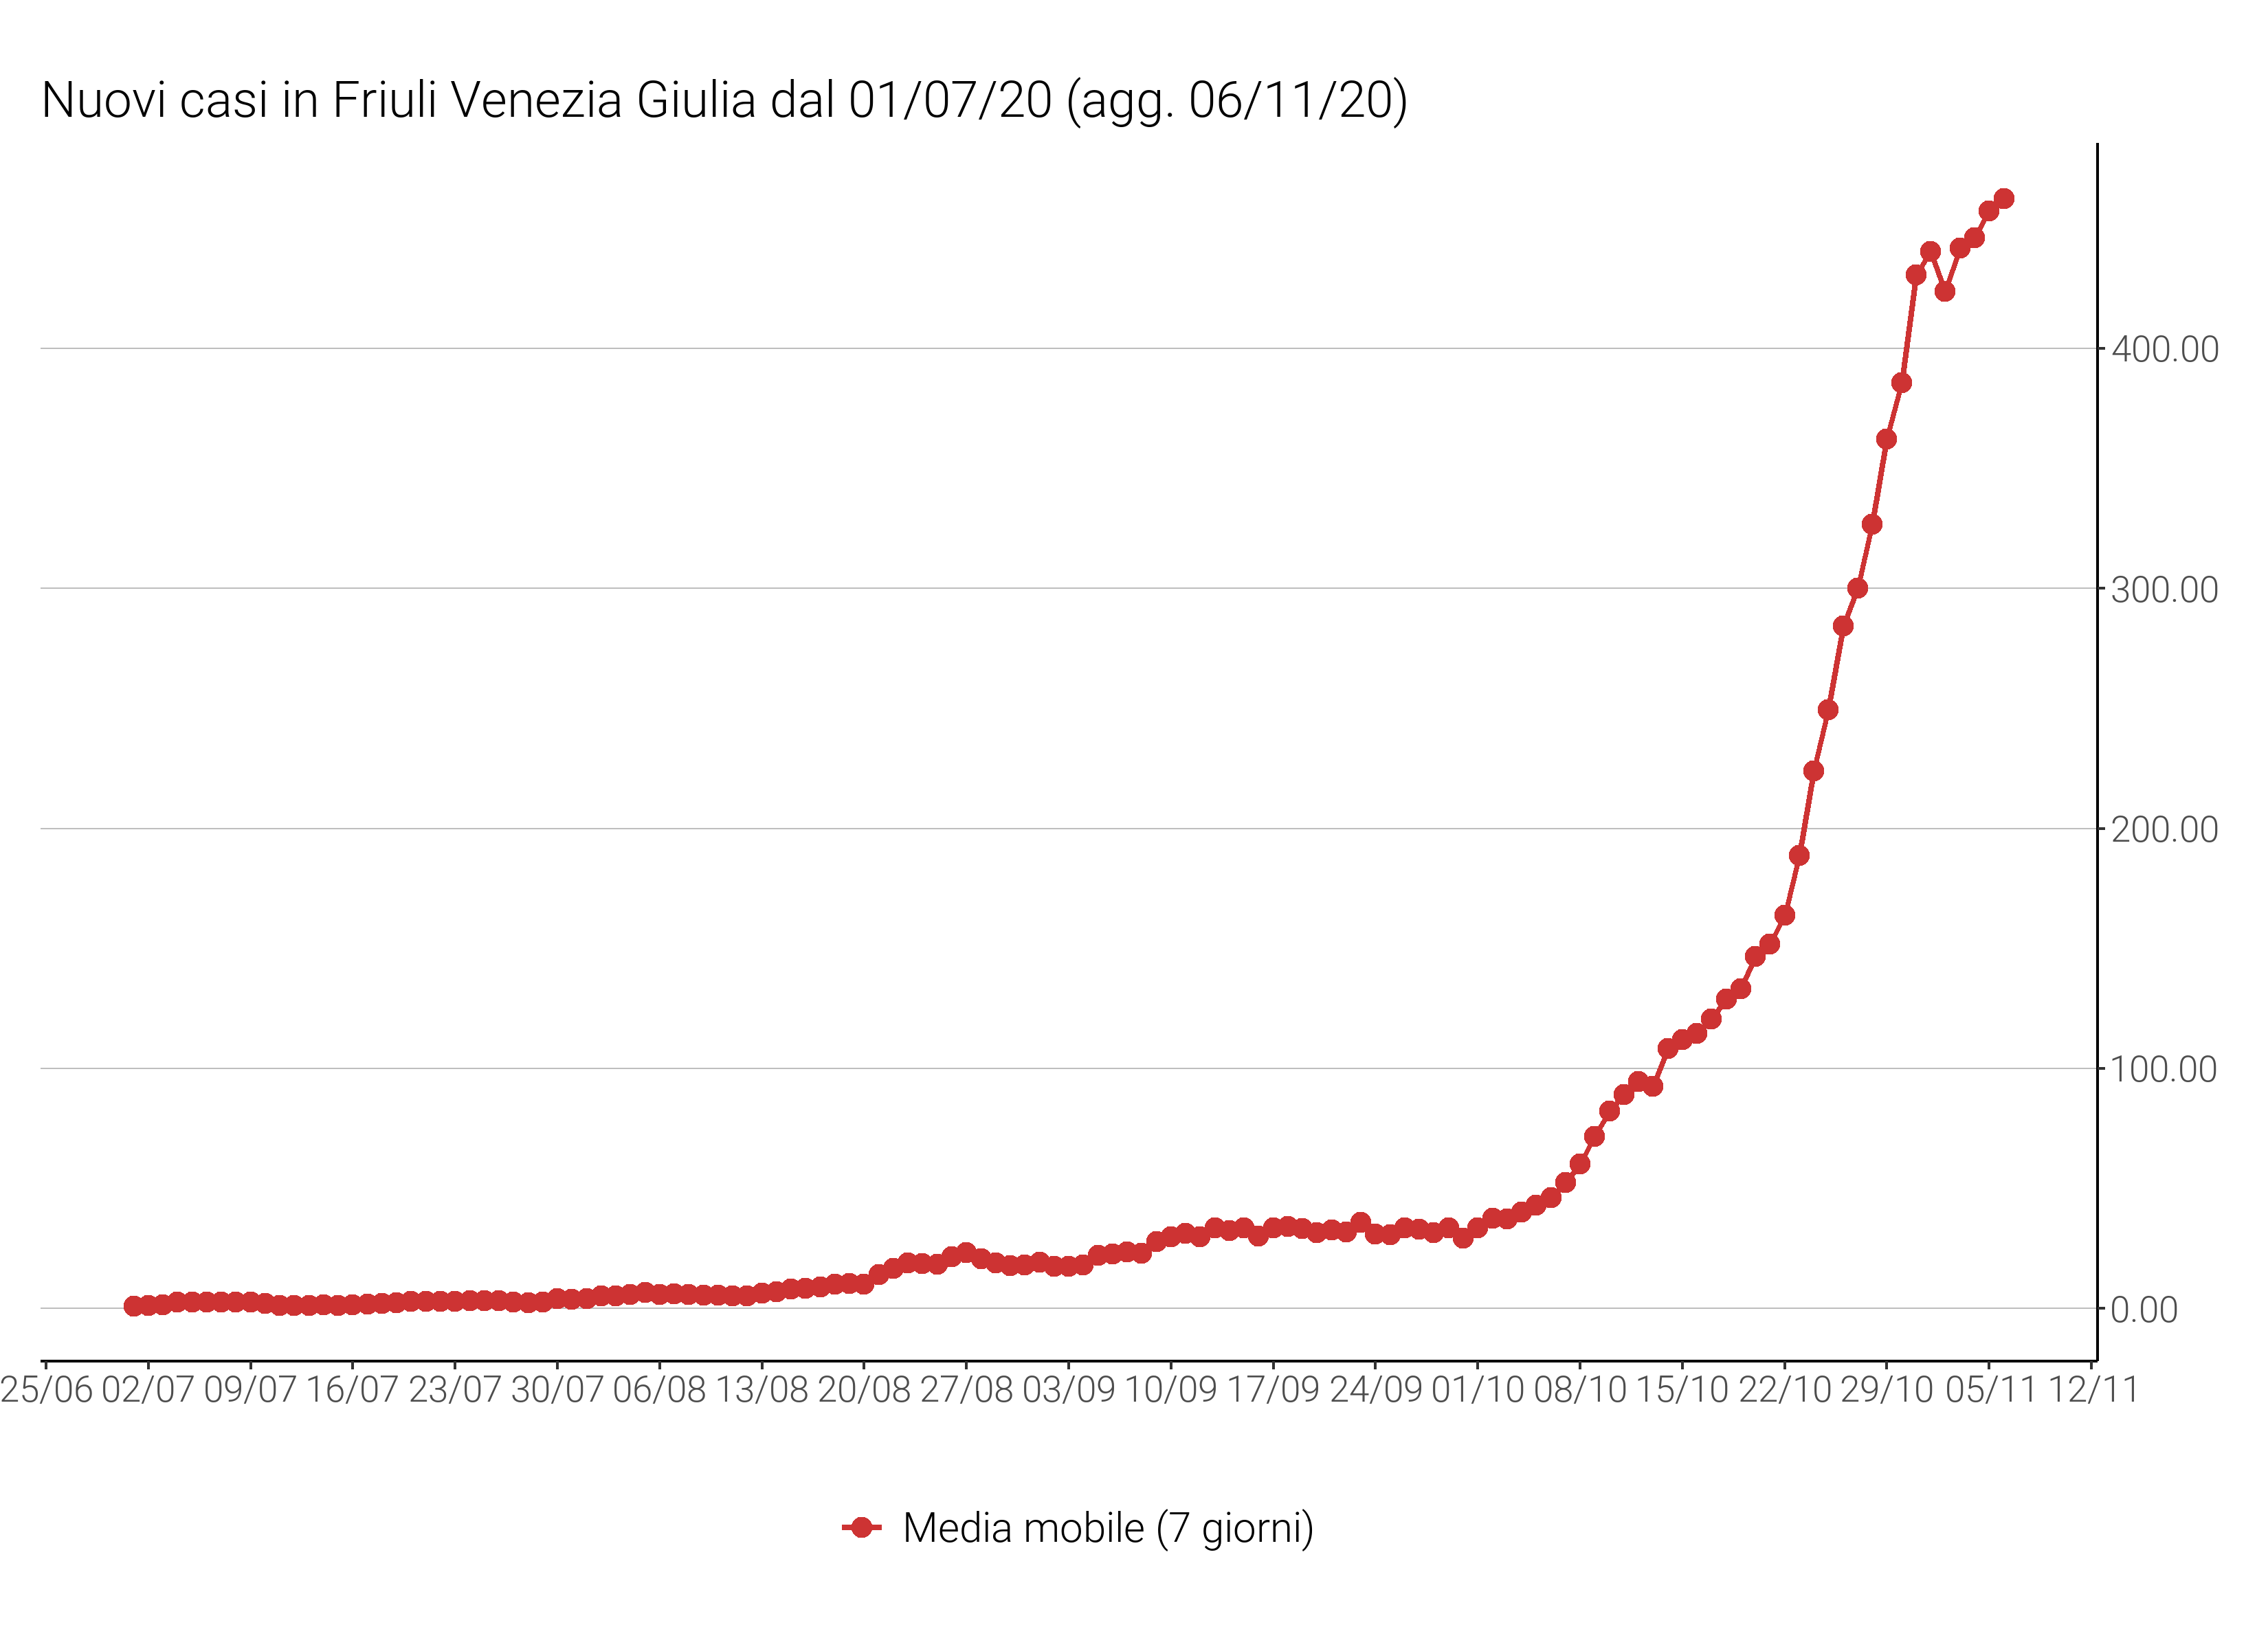 Nuovi casi in Friuli Venezia Giulia dal 01/07/20 (agg. 06/11/20)
400.00
300.00
200.00
100.00
0.00
25/06 02/07 09/07 16/07 23/07 30/07 06/08 13/08 20/08 27/08 03/09 10/09 17/09 24/09 01/10 08/10 15/10 22/10 29/10 05/11 12/11
Media mobile (7 giorni)